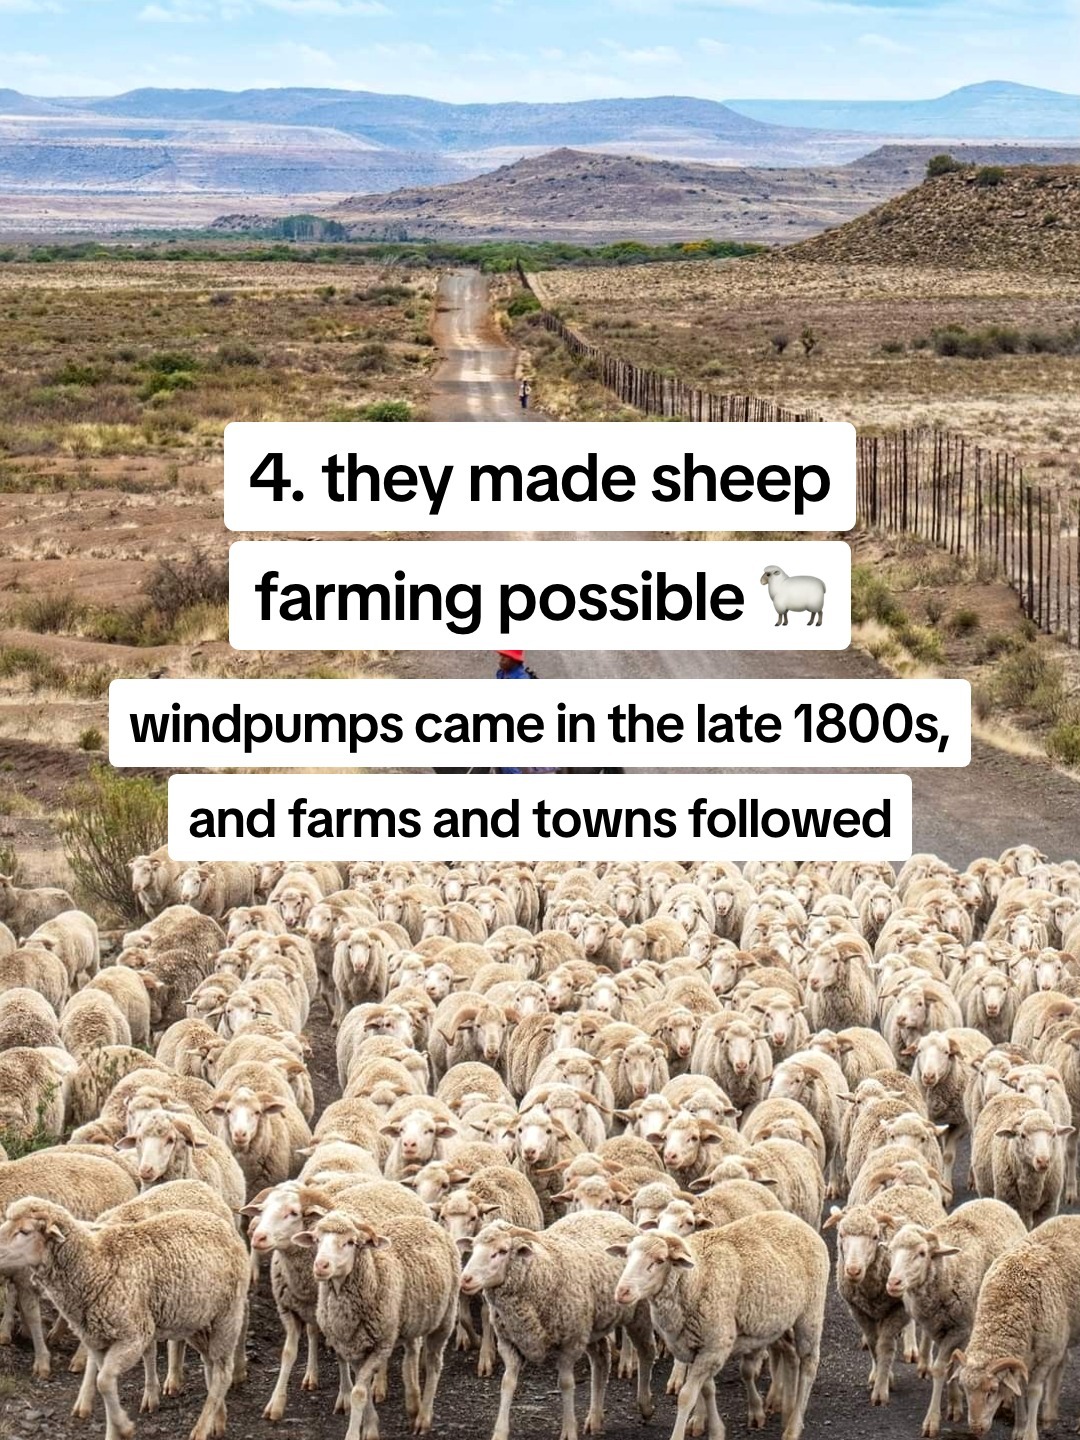 4. they made sheep
farming possible 🐑
windpumps came in the late 1800s,
and farms and towns followed